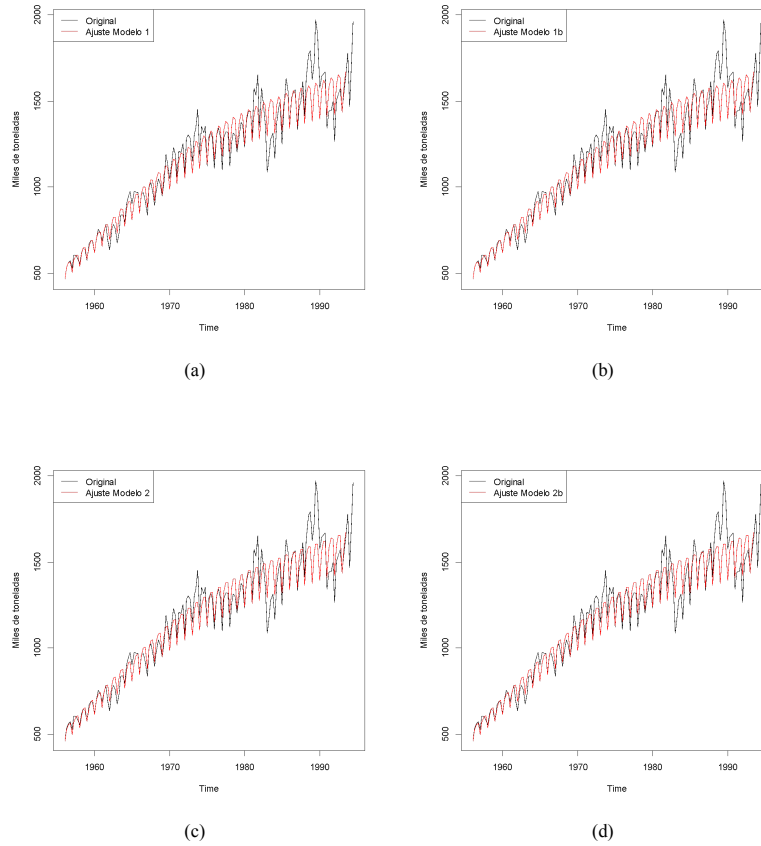 Original
Ajuste Modelo 1
Miles de toneladas
500
1000
1500
2000
1960
1970
1980
1990
Time
(a)
Original
Ajuste Modelo 1b
Miles de toneladas
500
1000
1500
2000
1960
1970
1980
1990
Time
(b)
Original
Ajuste Modelo 2
Miles de toneladas
500
1000
1500
2000
1960
1970
1980
1990
Time
(c)
Original
Ajuste Modelo 2b
Miles de toneladas
500
1000
1500
2000
1960
1970
1980
1990
Time
(d)